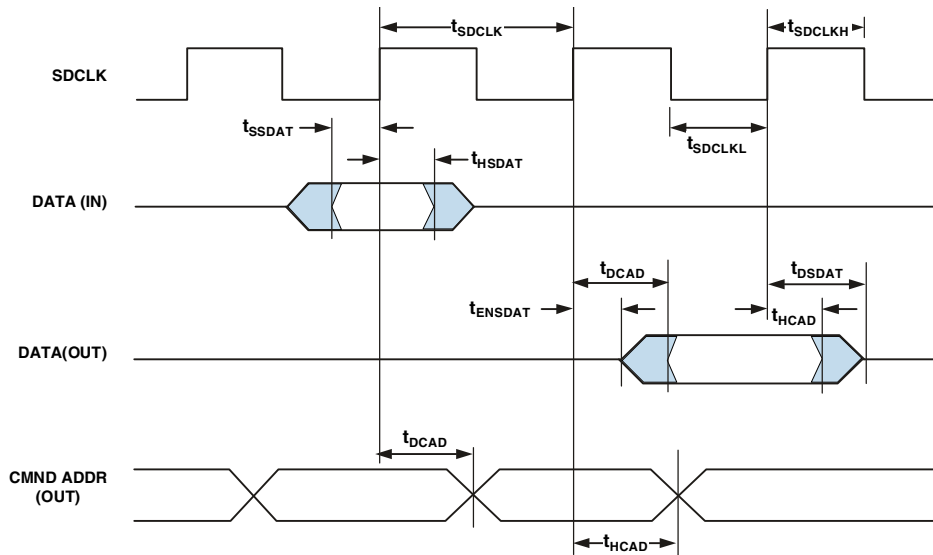 tSDCLK
tSDCLKH
SDCLK
tSSDAT
tHSDAT
tSDCLKL
DATA (IN)
tDCAD
tDSDAT
tENSDAT
tHCAD
DATA(OUT)
tDCAD
CMND ADDR
(OUT)
tHCAD